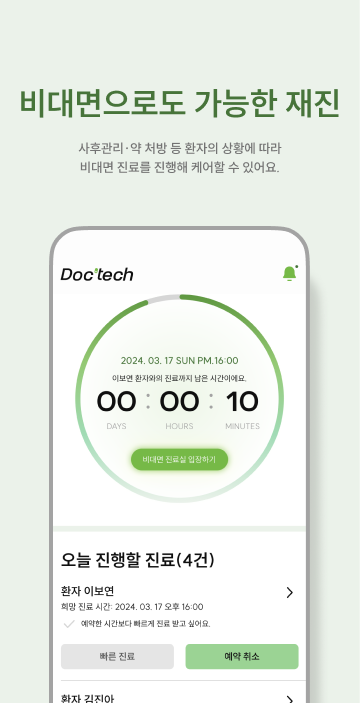 비대면으로도 가능한 재진
사후관리·약 처방 등 환자의 상황에 따라
비대면 진료를 진행해 케어할 수 있어요.
Doc'tech
2024. 03. 17 SUN PM.16:00
이보연 환자와의 진료까지 남은 시간이에요.
00 : 00 : 10
DAYS HOURS MINUTES
비대면 진료실 입장하기
오늘 진행할 진료(4건)
환자 이보연
희망 진료 시간: 2024. 03. 17 오후 16:00
예약한 시간보다 빠르게 진료 받고 싶어요.
빠른 진료 예약 취소
환자 김진아